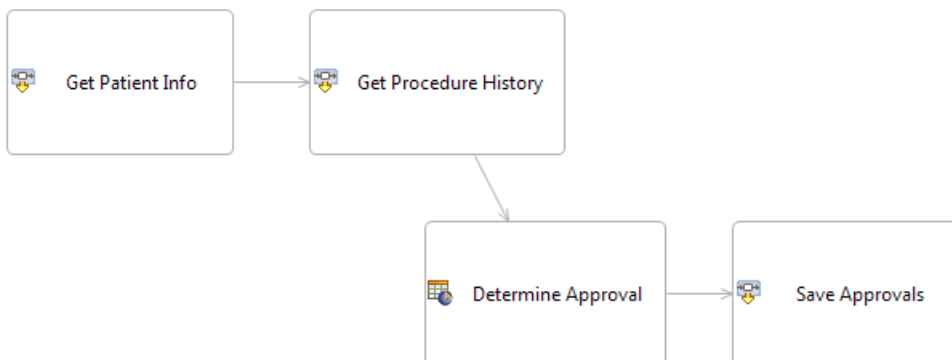 Get Patient Info
Get Procedure History
Determine Approval
Save Approvals